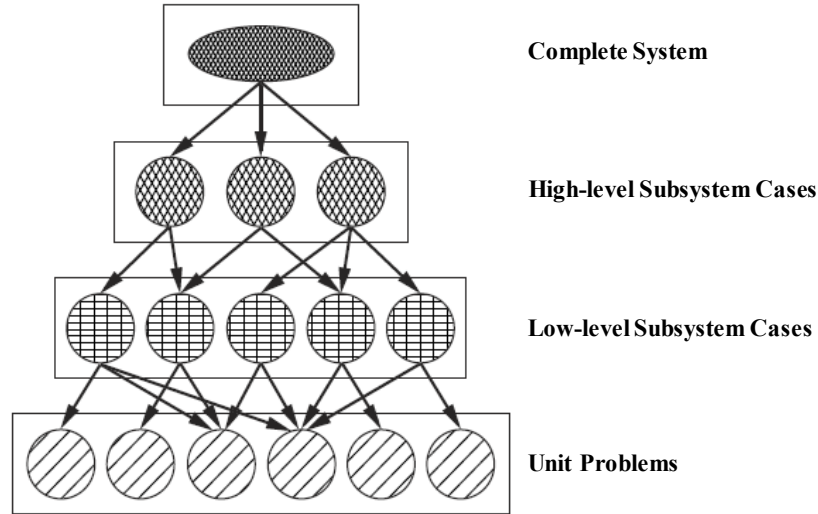 Complete System
High-level Subsystem Cases
Low-level Subsystem Cases
Unit Problems